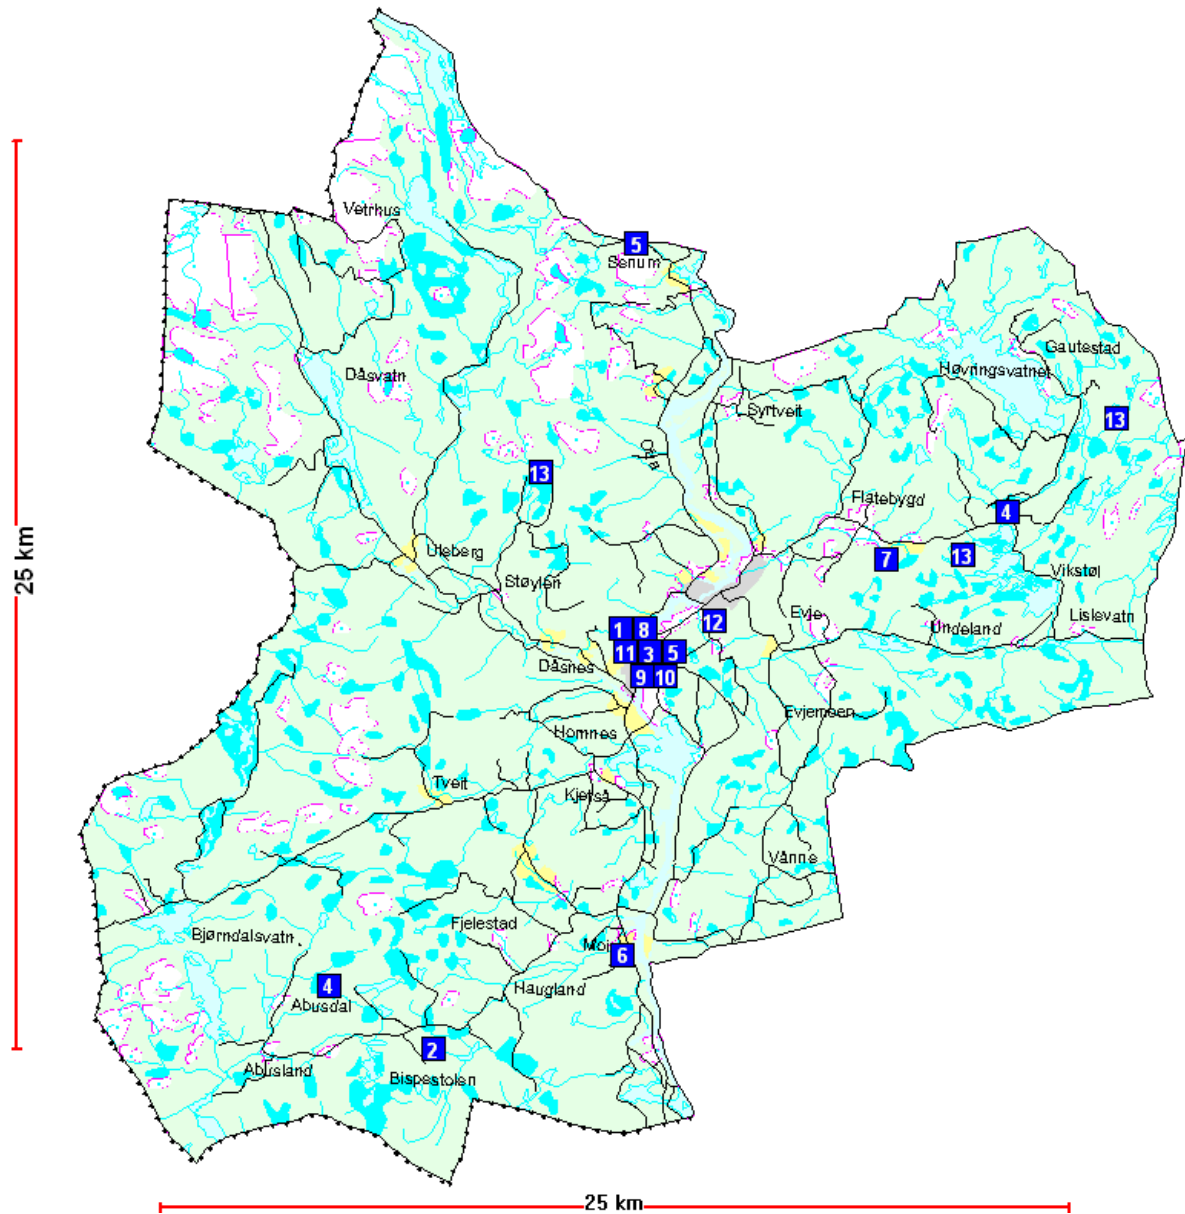 Vetrhus
5
Senum
Gautestad
Høvringsvatnet
Dåsvatn
Syrtveit
13
Otra
13
Flatebygd
4
25 km
Uleberg
7
13
Støylen
Vikstøl
Evje
Lislevatn
12
Undeland
1 8
11 3 5
Dåsnes
9 10
Evjemoen
Homnes
Tveit
Kjetså
Vånne
Fjelestad
Bjørndalsvatn
Moi
6
4
Haugland
Abusdal
2
Abusland
Bispestolen
25 km